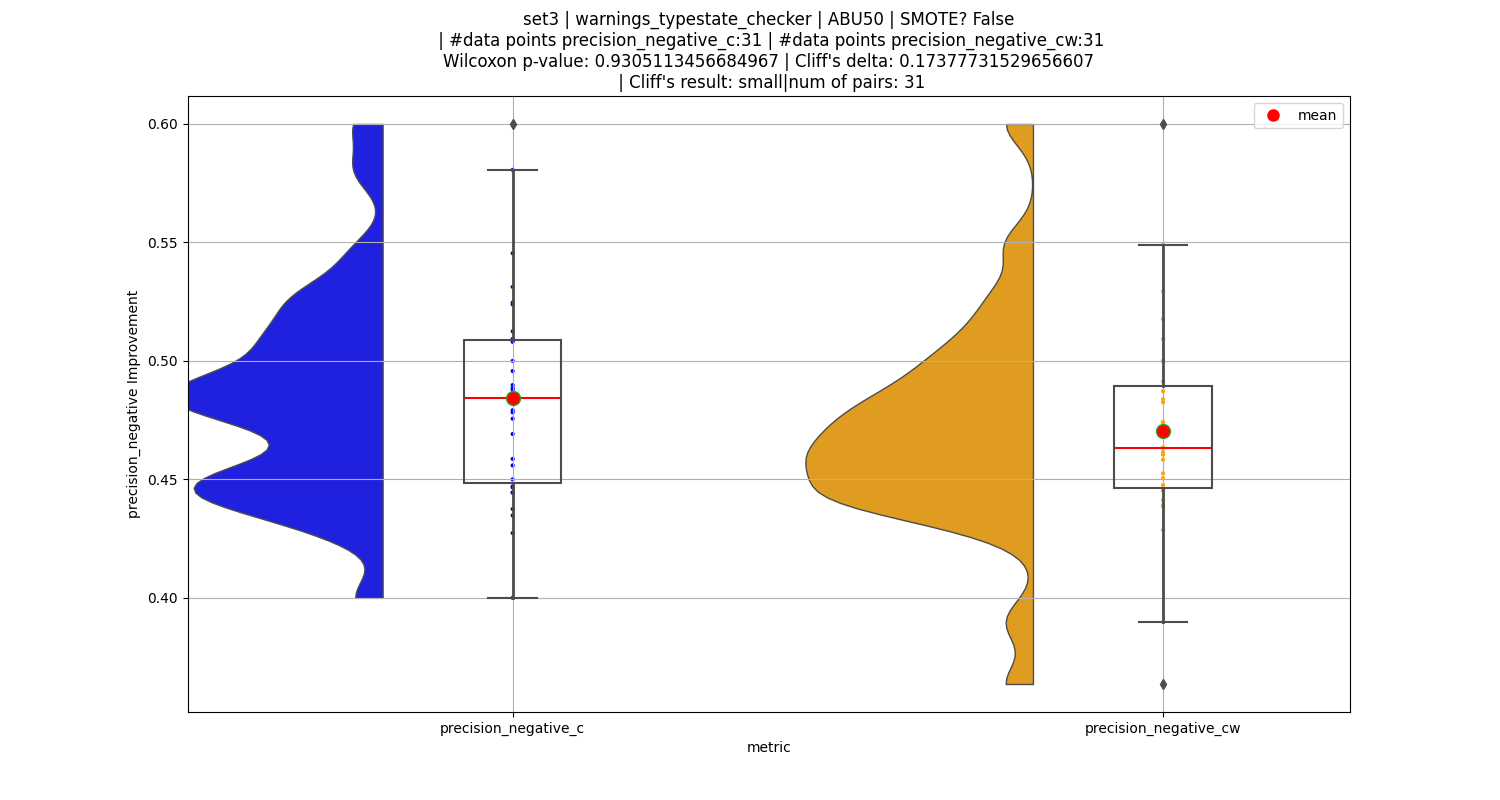 set3 | warnings_typestate_checker | ABU50 | SMOTE? False
| #data points precision_negative_c:31 | #data points precision_negative_cw:31
Wilcoxon p-value: 0.9305113456684967 | Cliff's delta: 0.17377731529656607
| Cliff's result: small|num of pairs: 31
mean
0.60
0.55
0.50
0.45
0.40
precision_negative Improvement
precision_negative_c
precision_negative_cw
metric